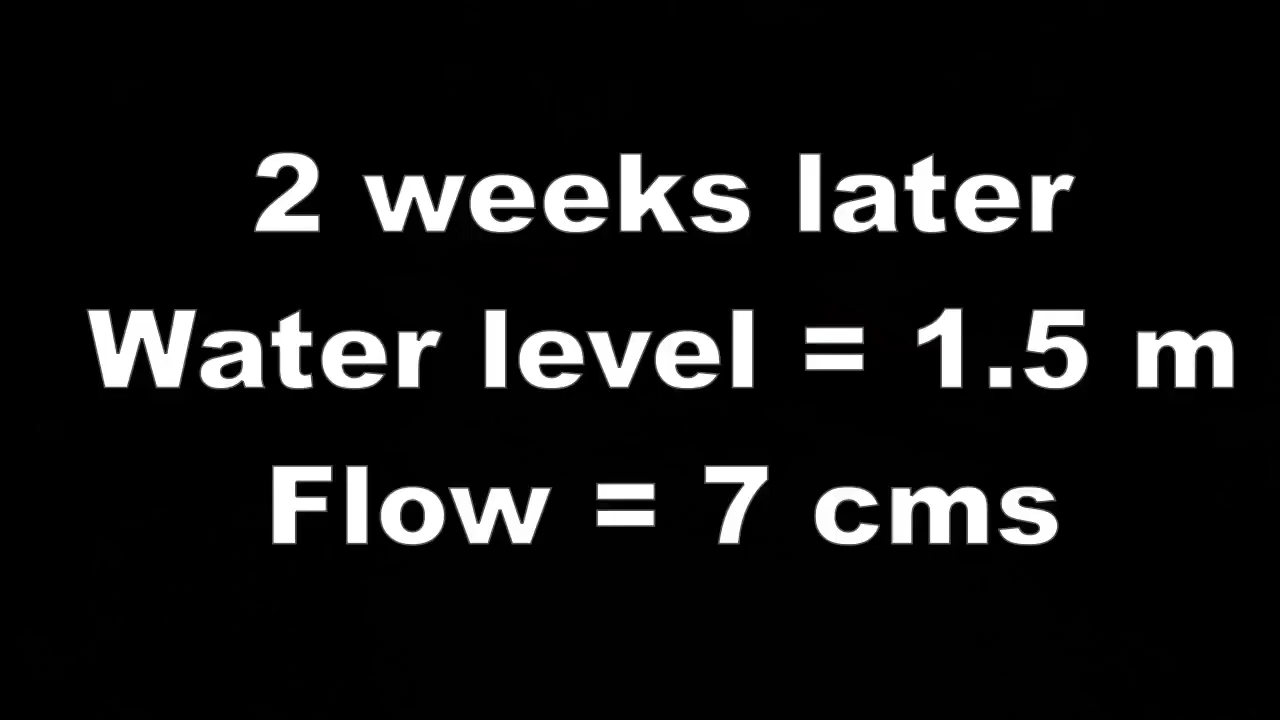 2 weeks later
Water level = 1.5 m
Flow = 7 cms